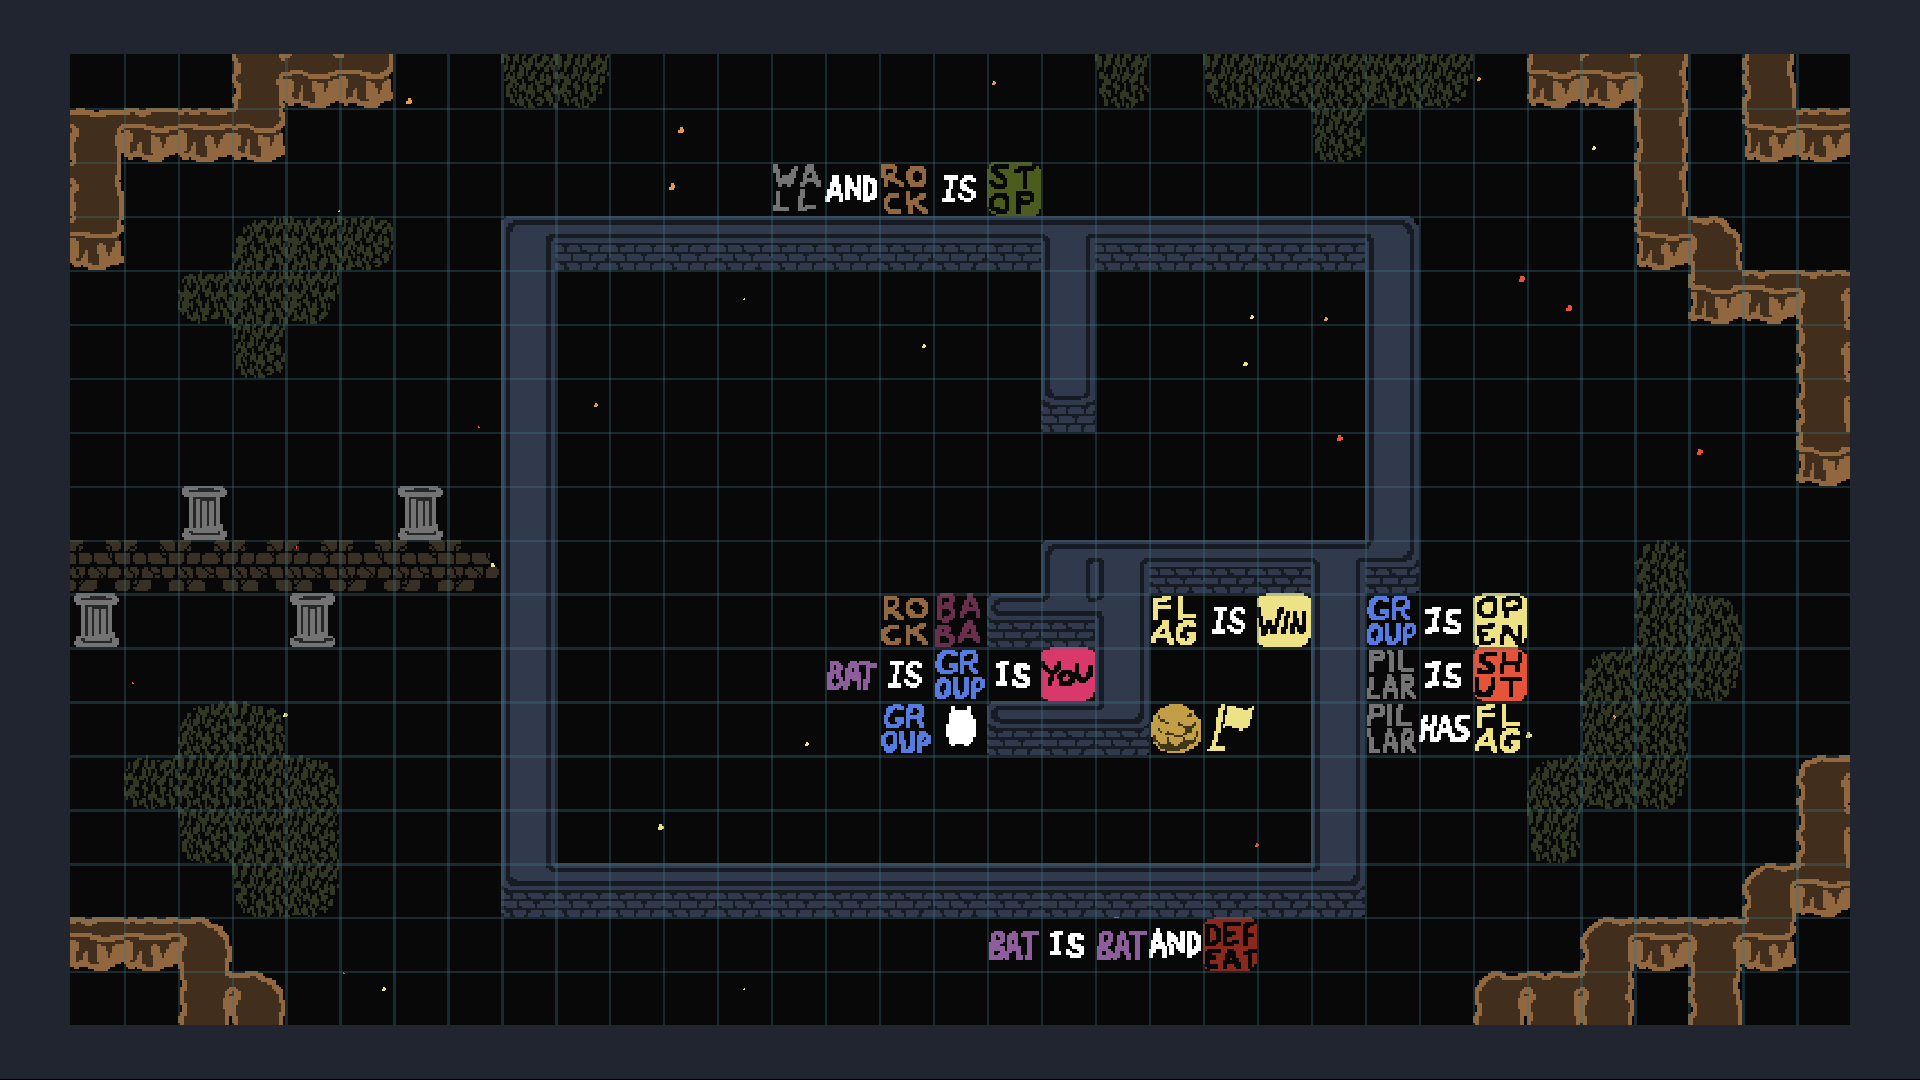 WALL AND ROCK IS STOP
ROCK BABA
FLAG IS WIN
GROUP IS OPEN
BAT IS GROUP IS YOU
PILLAR IS SHUT
GROUP
PILLAR HAS FLAG
BAT IS BAT AND DEFEAT